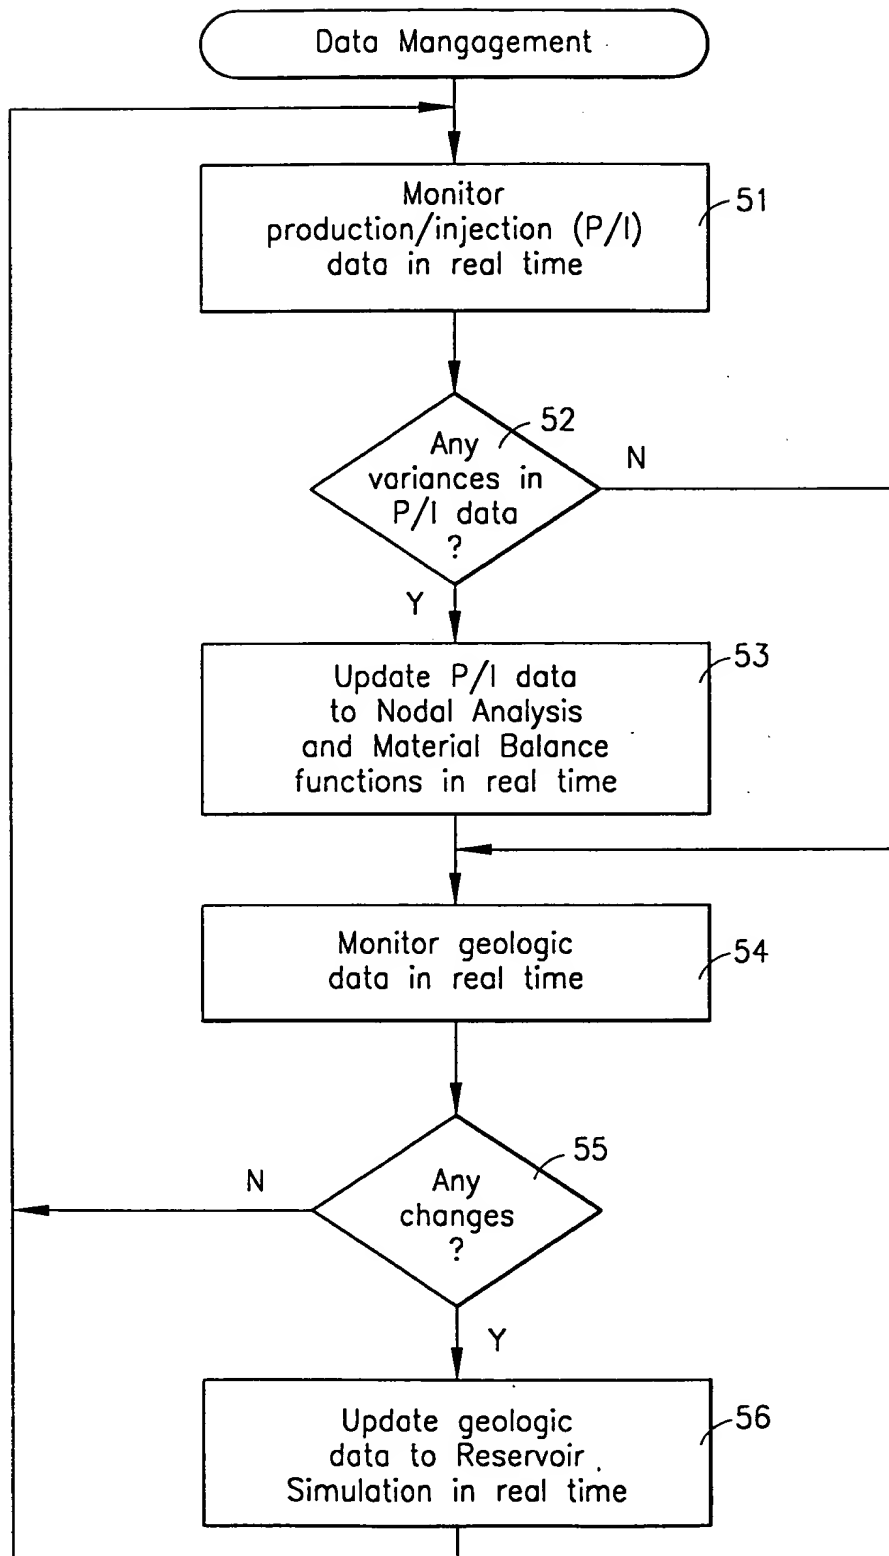 Data Mangagement
Monitor
production/injection (P/I)
data in real time
51
Any
variances in
P/I data
?
52
N
Y
Update P/I data
to Nodal Analysis
and Material Balance
functions in real time
53
Monitor geologic
data in real time
54
Any
changes
?
55
N
Y
Update geologic
data to Reservoir
Simulation in real time
56